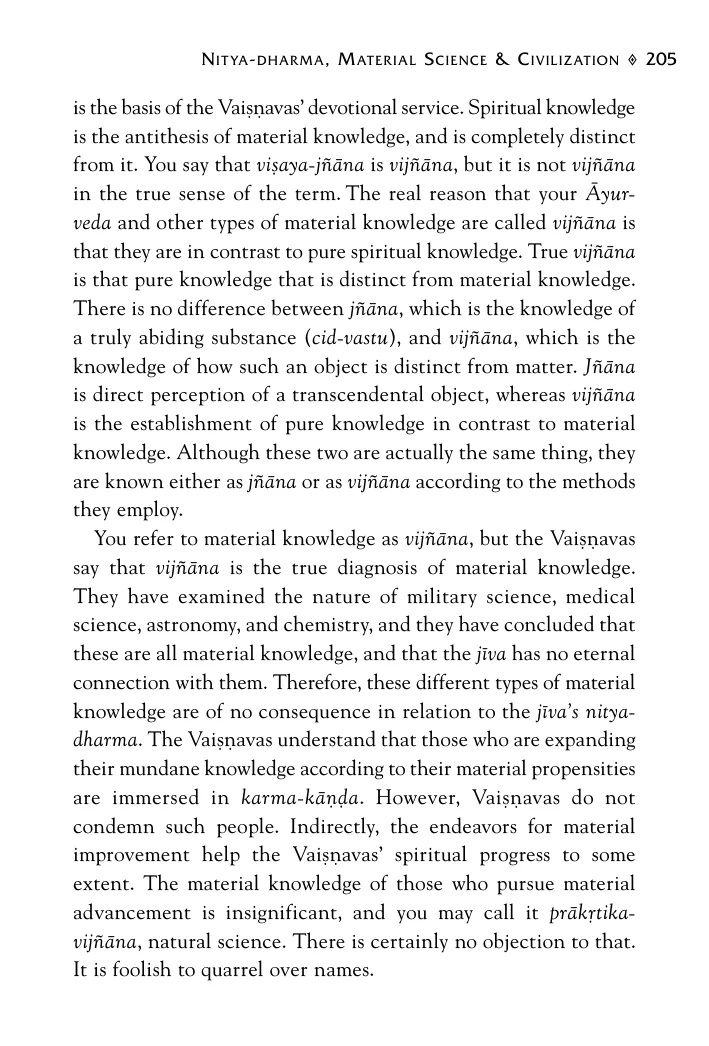 NITYA-DHARMA, MATERIAL SCIENCE & CIVILIZATION ◊ 205
is the basis of the Vaiṣṇavas’ devotional service. Spiritual knowledge
is the antithesis of material knowledge, and is completely distinct
from it. You say that viṣaya-jñāna is vijñāna, but it is not vijñāna
in the true sense of the term. The real reason that your Āyur-
veda and other types of material knowledge are called vijñāna is
that they are in contrast to pure spiritual knowledge. True vijñāna
is that pure knowledge that is distinct from material knowledge.
There is no difference between jñāna, which is the knowledge of
a truly abiding substance (cid-vastu), and vijñāna, which is the
knowledge of how such an object is distinct from matter. Jñāna
is direct perception of a transcendental object, whereas vijñāna
is the establishment of pure knowledge in contrast to material
knowledge. Although these two are actually the same thing, they
are known either as jñāna or as vijñāna according to the methods
they employ.
You refer to material knowledge as vijñāna, but the Vaiṣṇavas
say that vijñāna is the true diagnosis of material knowledge.
They have examined the nature of military science, medical
science, astronomy, and chemistry, and they have concluded that
these are all material knowledge, and that the jīva has no eternal
connection with them. Therefore, these different types of material
knowledge are of no consequence in relation to the jīva’s nitya-
dharma. The Vaiṣṇavas understand that those who are expanding
their mundane knowledge according to their material propensities
are immersed in karma-kāṇḍa. However, Vaiṣṇavas do not
condemn such people. Indirectly, the endeavors for material
improvement help the Vaiṣṇavas’ spiritual progress to some
extent. The material knowledge of those who pursue material
advancement is insignificant, and you may call it prākṛtika-
vijñāna, natural science. There is certainly no objection to that.
It is foolish to quarrel over names.